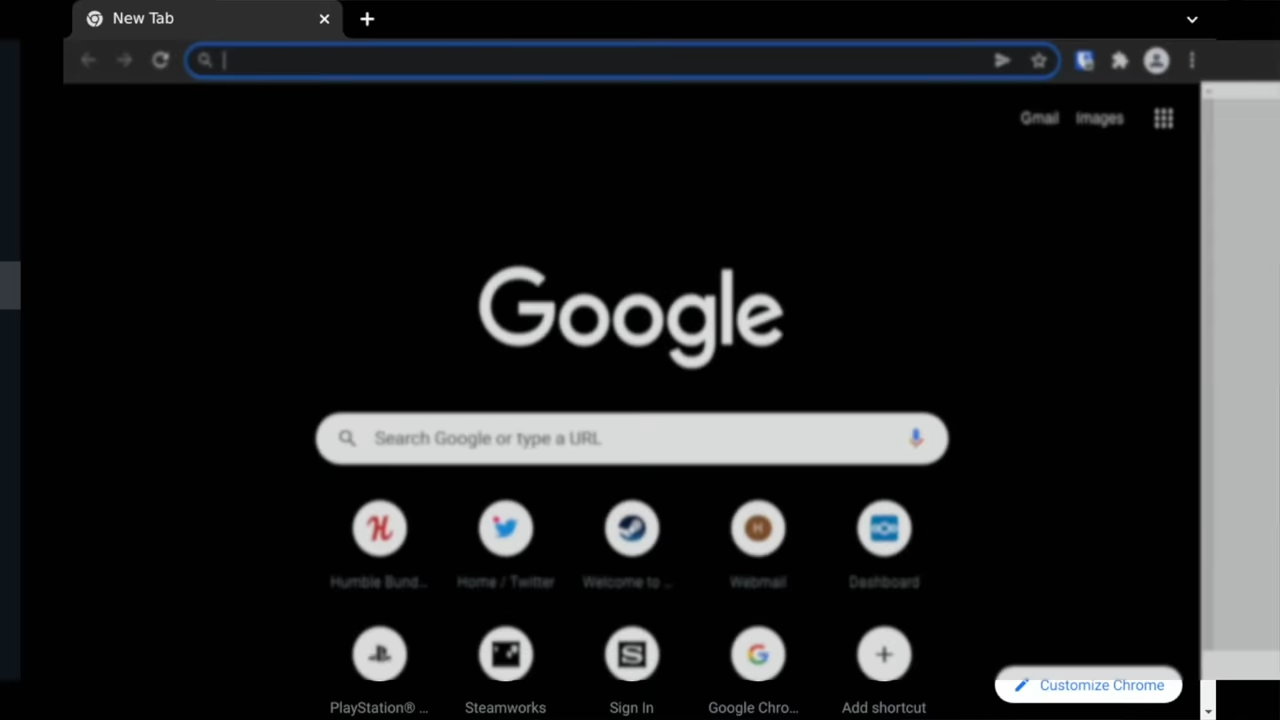 New Tab
Gmail Images
Google
Search Google or type a URL
Humble Bund... Home / Twitter Welcome to ... Webmail Dashboard
PlayStation® ... Steamworks Sign In Google Chro... Add shortcut
Customize Chrome